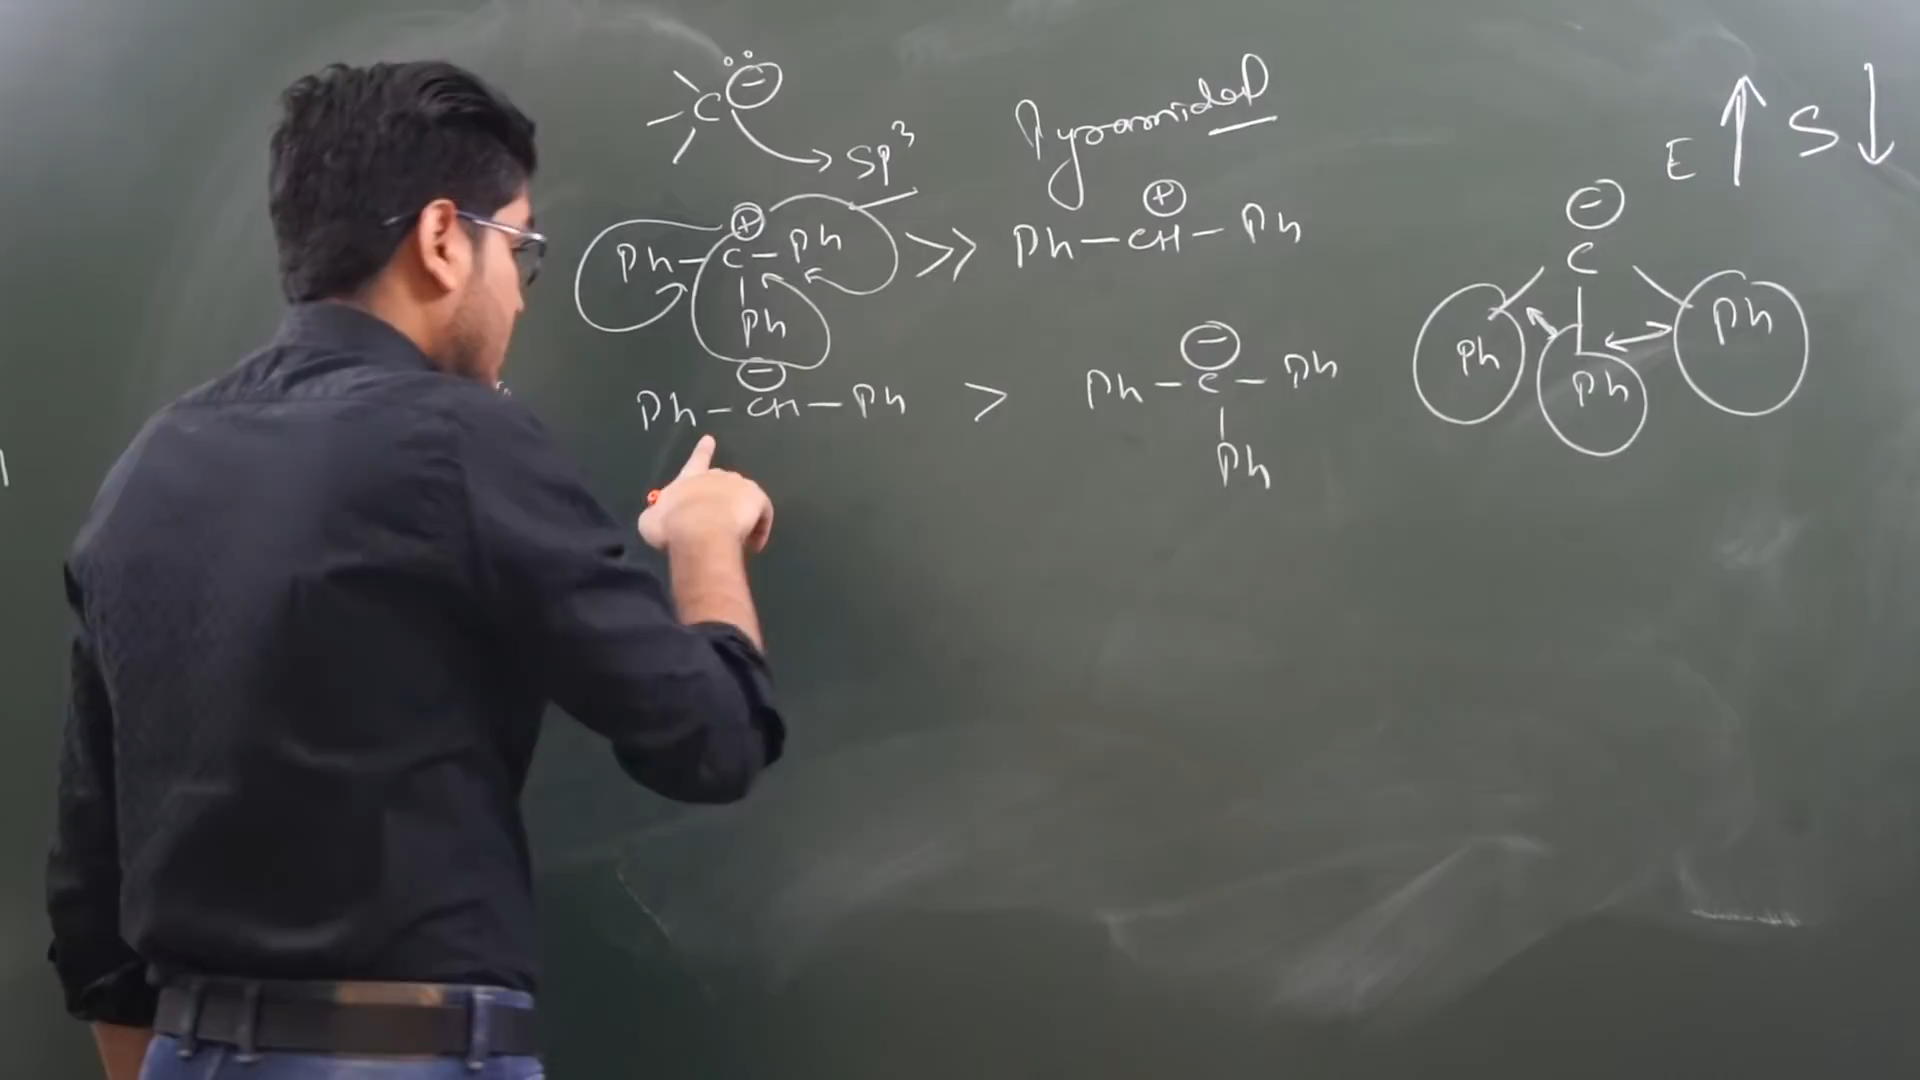 C ⊖
sp³
Pyramidal
E ↑ S ↓
Ph – C⊕ – Ph >> Ph – CH⊕ – Ph
Ph
⊖
C
Ph Ph Ph
Ph – CH⊖ – Ph > Ph – C⊖ – Ph
Ph